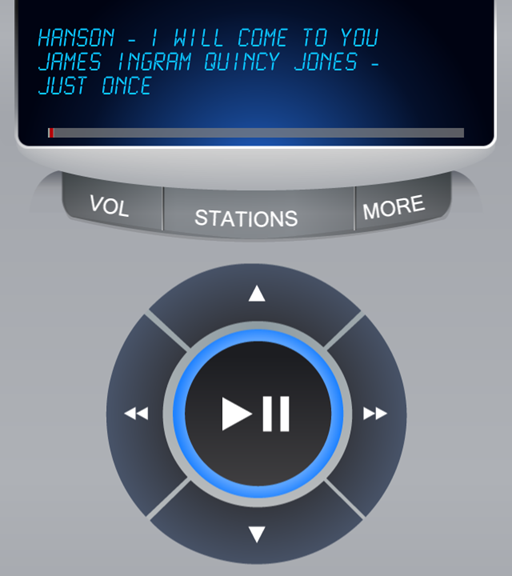 HANSON - I WILL COME TO YOU
JAMES INGRAM QUINCY JONES -
JUST ONCE
VOL
STATIONS
MORE